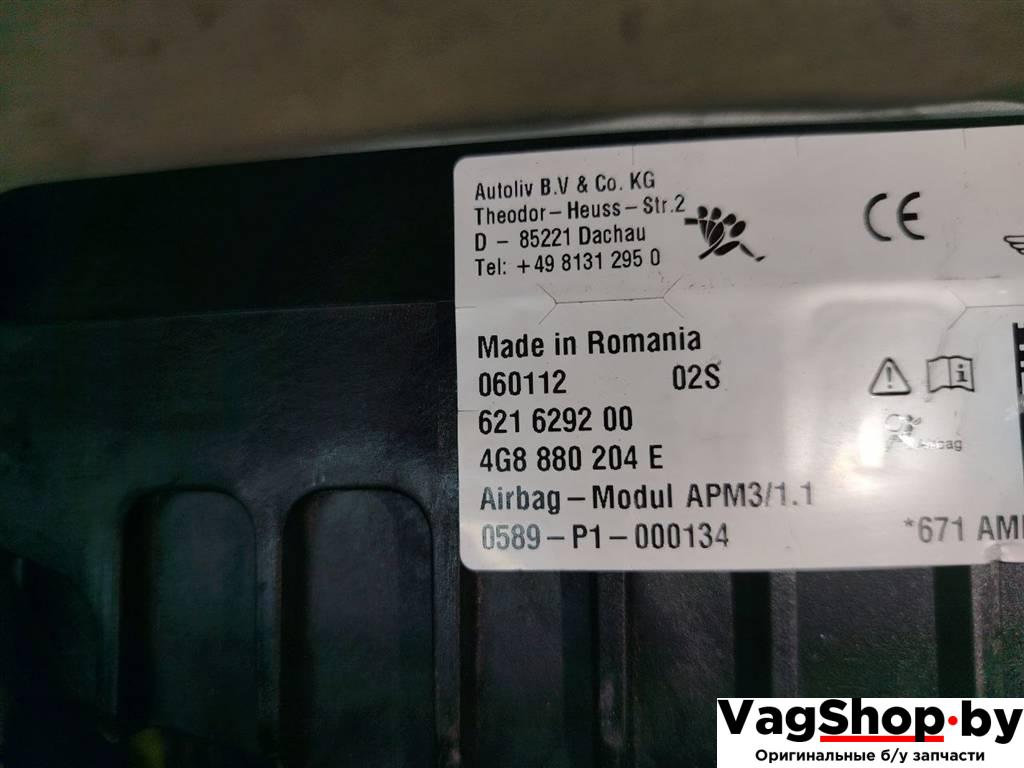 Autoliv B.V & Co. KG
Theodor-Heuss-Str.2
D - 85221 Dachau
Tel: +49 8131 295 0
CE
Made in Romania
060112 02S
621 6292 00
4G8 880 204 E
Airbag
Airbag-Modul APM3/1.1
0589-P1-000134
*671
VagShop.by
Оригинальные б/у запчасти